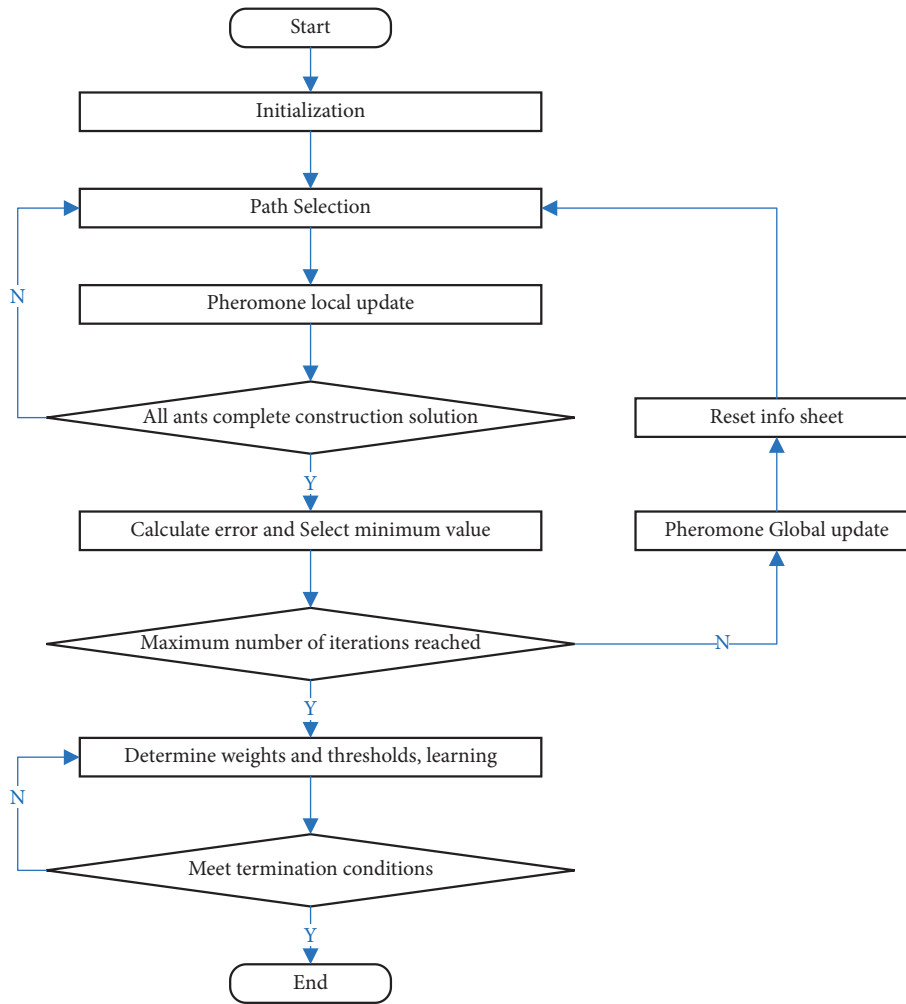 Start
Initialization
Path Selection
N
Pheromone local update
All ants complete construction solution
Reset info sheet
Y
Calculate error and Select minimum value
Pheromone Global update
Maximum number of iterations reached
N
Y
Determine weights and thresholds, learning
N
Meet termination conditions
Y
End